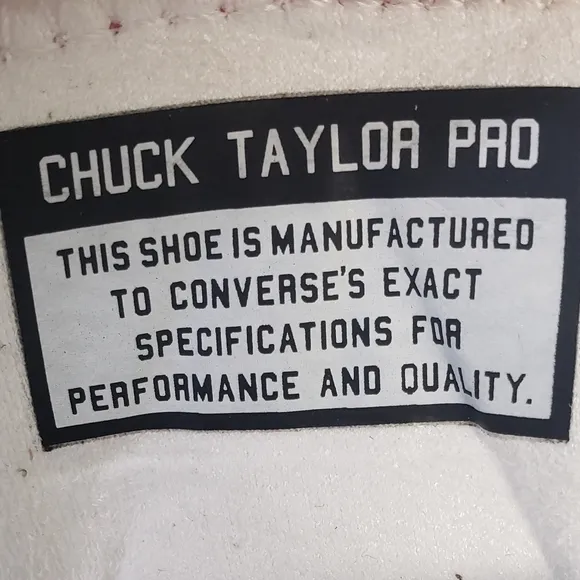 CHUCK TAYLOR PRO
THIS SHOE IS MANUFACTURED
TO CONVERSE'S EXACT
SPECIFICATIONS FOR
PERFORMANCE AND QUALITY.